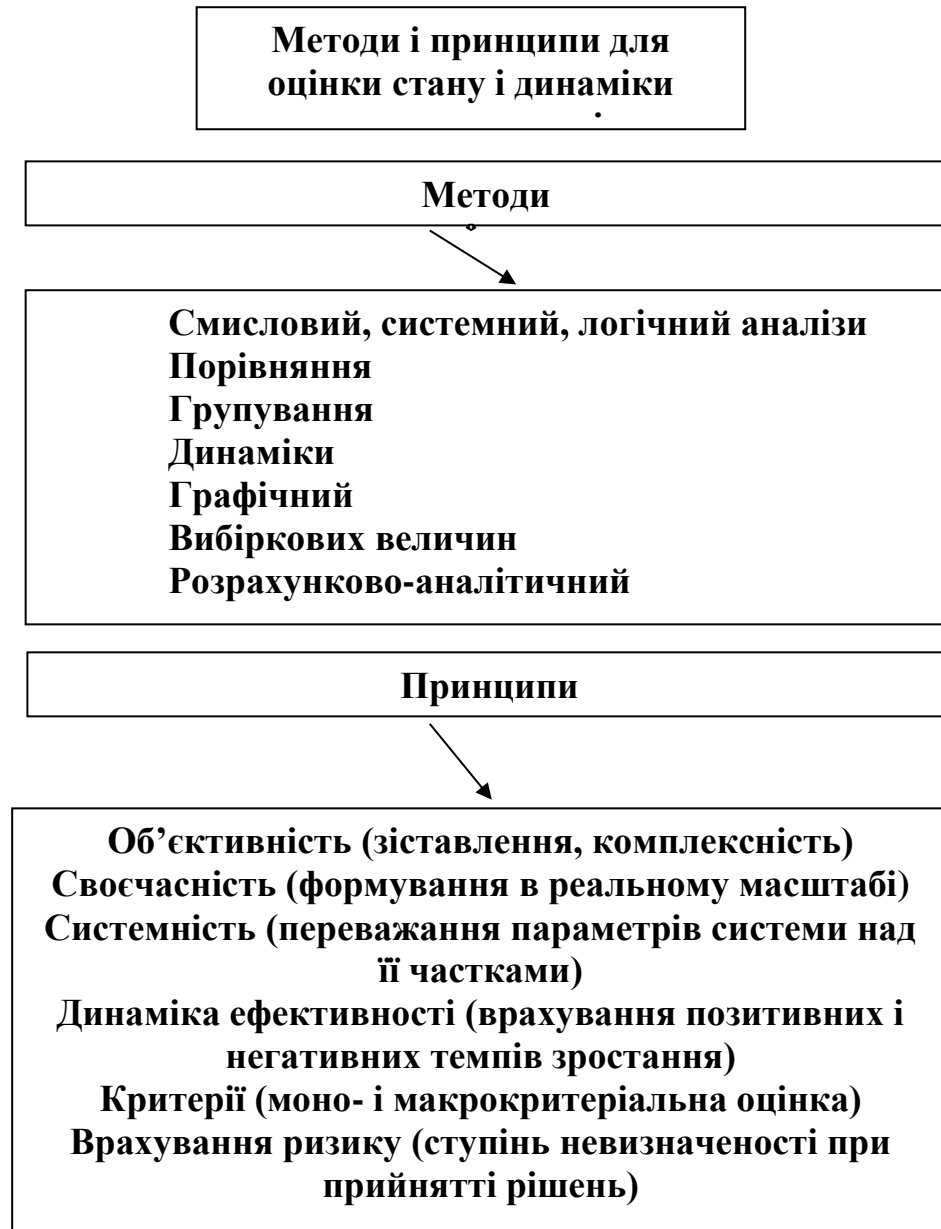 Методи і принципи для
оцінки стану і динаміки
Методи
Смисловий, системний, логічний аналізи
Порівняння
Групування
Динаміки
Графічний
Вибіркових величин
Розрахунково-аналітичний
Принципи
Об’єктивність (зіставлення, комплексність)
Своєчасність (формування в реальному масштабі)
Системність (переважання параметрів системи над
її частками)
Динаміка ефективності (врахування позитивних і
негативних темпів зростання)
Критерії (моно- і макрокритеріальна оцінка)
Врахування ризику (ступінь невизначеності при
прийнятті рішень)